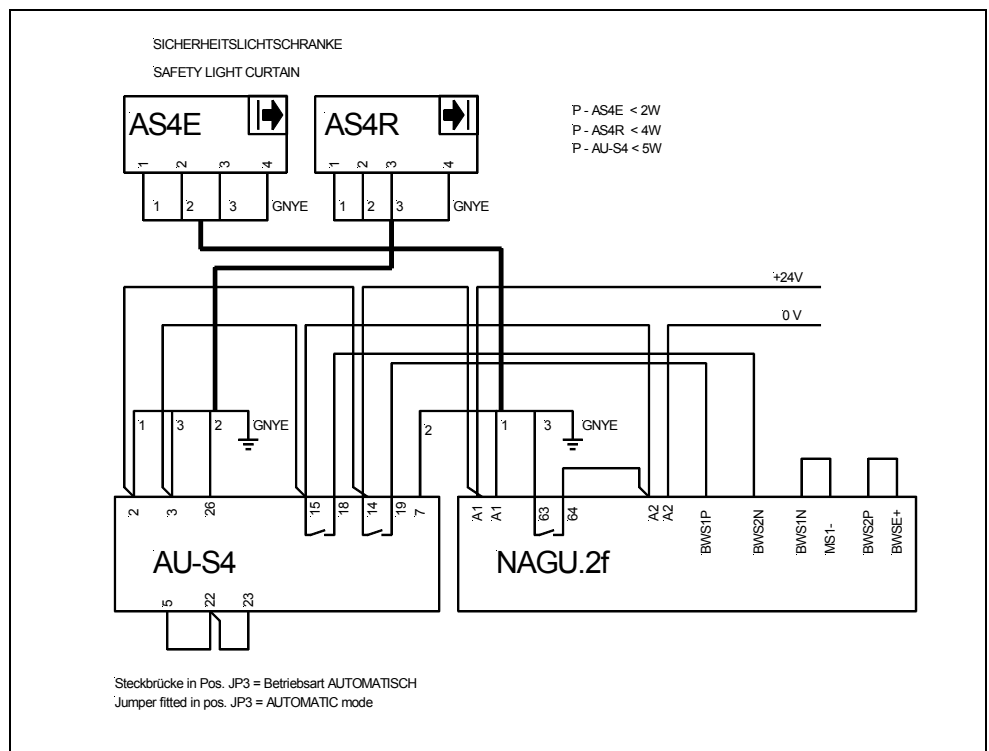 SICHERHEITSLICHTSCHRANKE
SAFETY LIGHT CURTAIN
AS4E
AS4R
P - AS4E < 2W
P - AS4R < 4W
P - AU-S4 < 5W
1 2 3 4
1 2 3 4
1 2 3 GNYE
1 2 3 GNYE
+24V
0 V
1 3 2 GNYE
2 1 3 GNYE
2 3 26 15 18 14 19 7
A1 A1 63 64 A2 A2 BWS1P BWS2N BWS1N MS1- BWS2P BWSE+
AU-S4
NAGU.2f
5 22 23
Steckbrücke in Pos. JP3 = Betriebsart AUTOMATISCH
Jumper fitted in pos. JP3 = AUTOMATIC mode